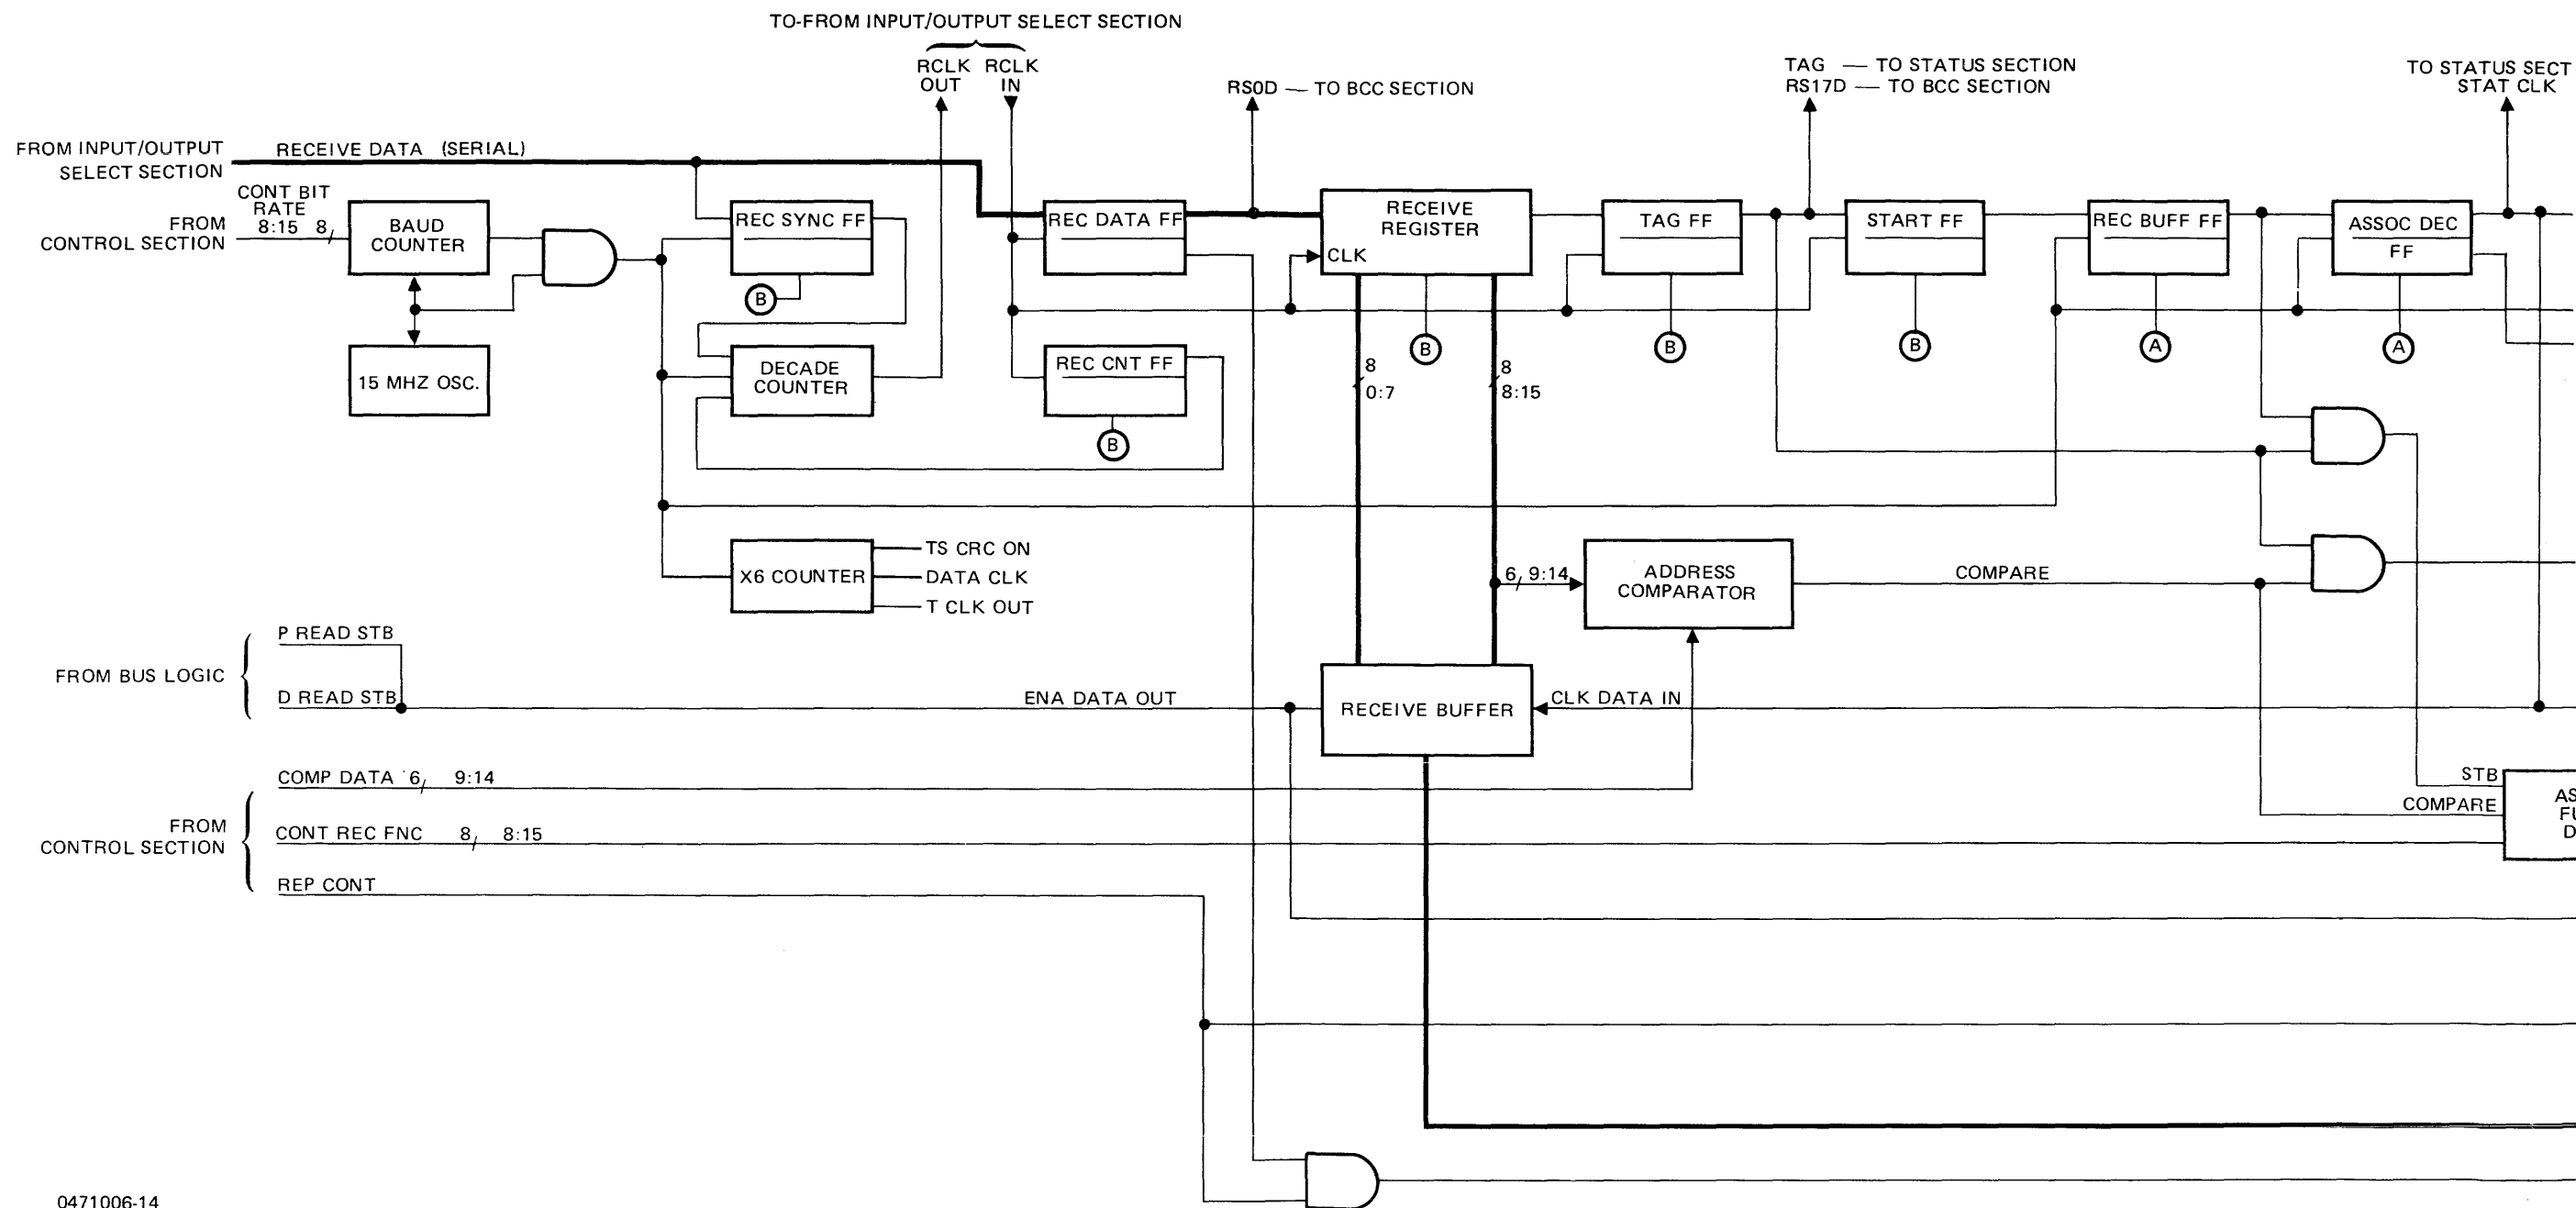 TO-FROM INPUT/OUTPUT SELECT SECTION
RCLK RCLK
OUT IN
RS0D — TO BCC SECTION
TAG — TO STATUS SECTION
RS17D — TO BCC SECTION
TO STATUS SECT
STAT CLK
FROM INPUT/OUTPUT
SELECT SECTION
RECEIVE DATA (SERIAL)
CONT BIT
RATE
8:15 8/
FROM
CONTROL SECTION
BAUD
COUNTER
REC SYNC FF
B
REC DATA FF
RECEIVE
REGISTER
CLK
TAG FF
START FF
REC BUFF FF
ASSOC DEC
FF
B
B
B
A
A
15 MHZ OSC.
DECADE
COUNTER
REC CNT FF
B
8
0:7
8
8:15
X6 COUNTER
TS CRC ON
DATA CLK
T CLK OUT
6/ 9:14
ADDRESS
COMPARATOR
COMPARE
FROM BUS LOGIC
P READ STB
D READ STB
ENA DATA OUT
RECEIVE BUFFER
CLK DATA IN
COMP DATA 6/ 9:14
STB
COMPARE
AS
FU
D
FROM
CONTROL SECTION
CONT REC FNC 8/ 8:15
REP CONT
0471006-14